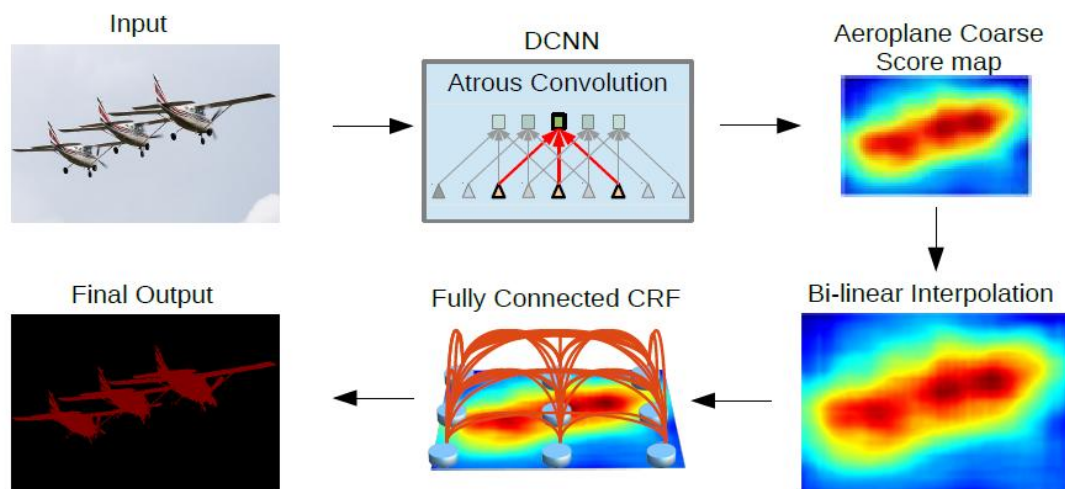 Input
DCNN
Atrous Convolution
Aeroplane Coarse
Score map
Final Output
Fully Connected CRF
Bi-linear Interpolation